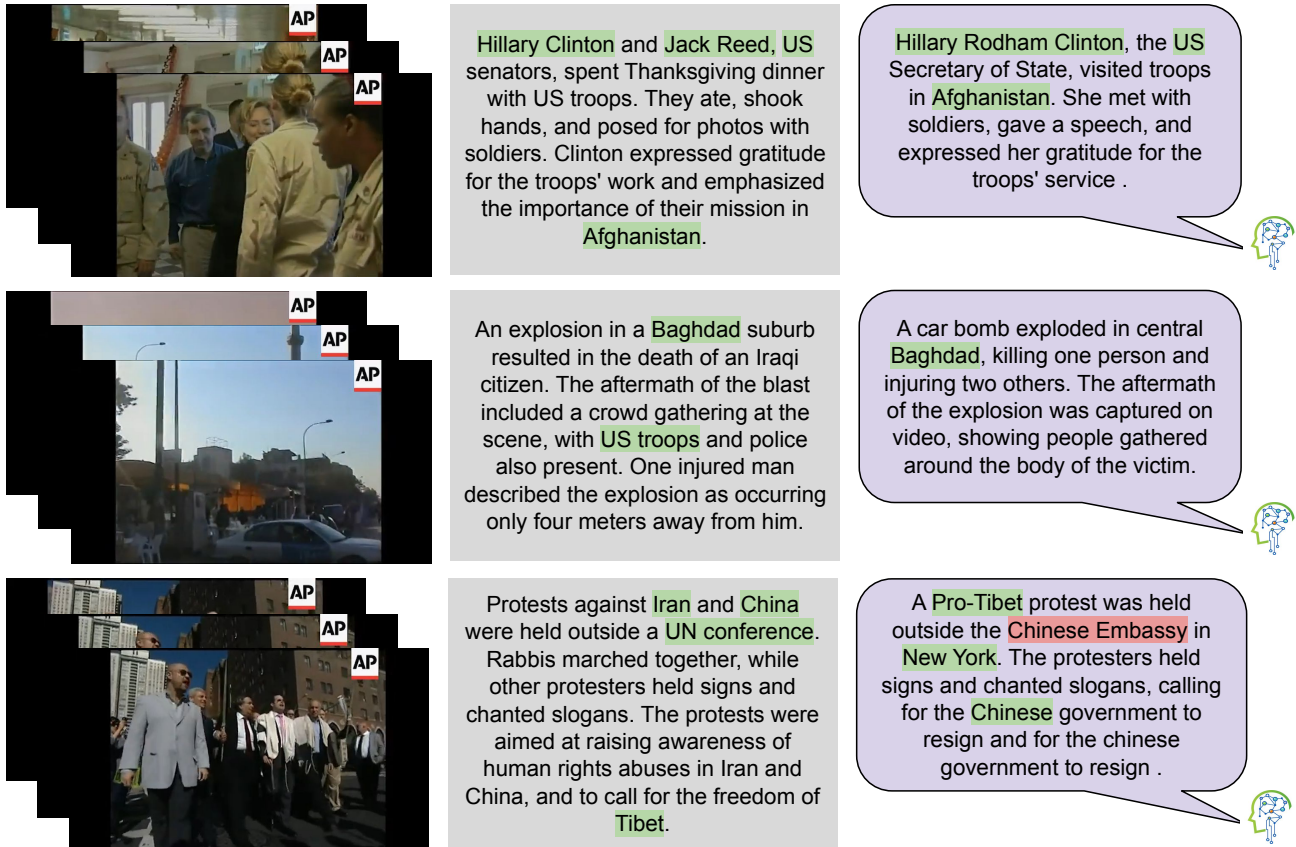 AP
AP
AP
Hillary Clinton and Jack Reed, US
senators, spent Thanksgiving dinner
with US troops. They ate, shook
hands, and posed for photos with
soldiers. Clinton expressed gratitude
for the troops' work and emphasized
the importance of their mission in
Afghanistan.
Hillary Rodham Clinton, the US
Secretary of State, visited troops
in Afghanistan. She met with
soldiers, gave a speech, and
expressed her gratitude for the
troops' service .
AP
AP
AP
An explosion in a Baghdad suburb
resulted in the death of an Iraqi
citizen. The aftermath of the blast
included a crowd gathering at the
scene, with US troops and police
also present. One injured man
described the explosion as occurring
only four meters away from him.
A car bomb exploded in central
Baghdad, killing one person and
injuring two others. The aftermath
of the explosion was captured on
video, showing people gathered
around the body of the victim.
AP
AP
AP
Protests against Iran and China
were held outside a UN conference.
Rabbis marched together, while
other protesters held signs and
chanted slogans. The protests were
aimed at raising awareness of
human rights abuses in Iran and
China, and to call for the freedom of
Tibet.
A Pro-Tibet protest was held
outside the Chinese Embassy in
New York. The protesters held
signs and chanted slogans, calling
for the Chinese government to
resign and for the chinese
government to resign .